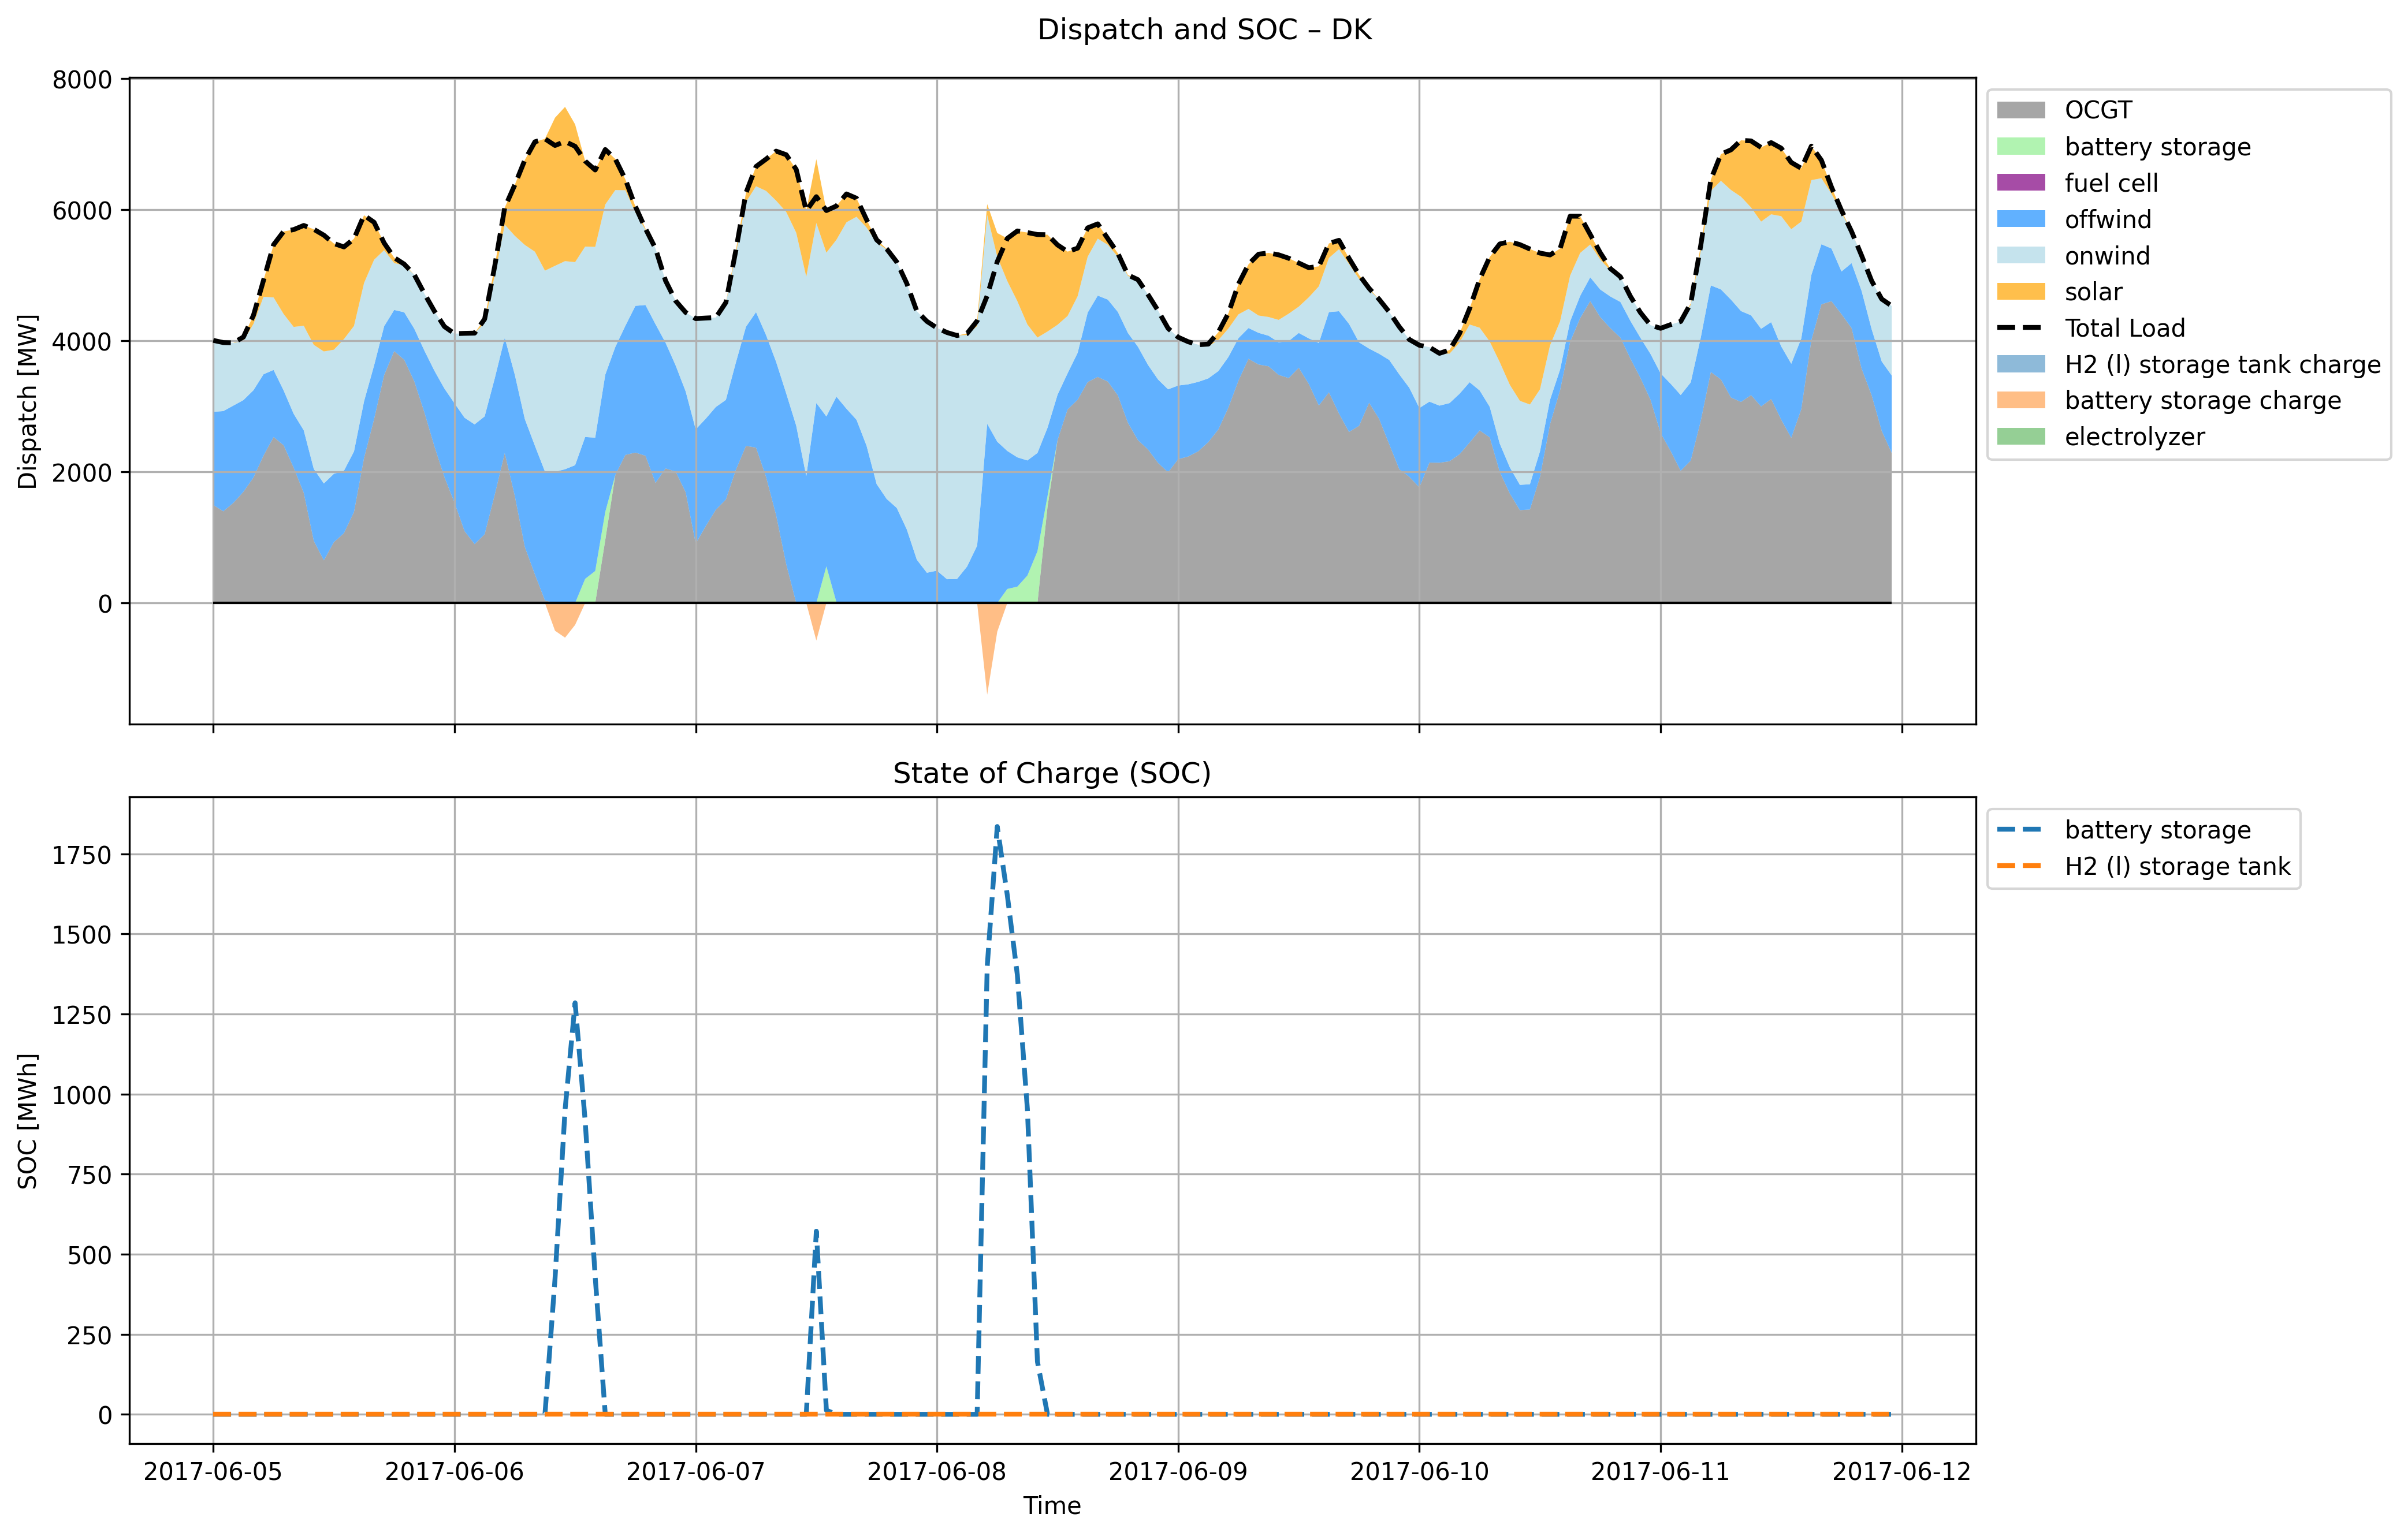 Dispatch and SOC – DK
Dispatch [MW]
8000
6000
4000
2000
0
OCGT
battery storage
fuel cell
offwind
onwind
solar
Total Load
H2 (l) storage tank charge
battery storage charge
electrolyzer
State of Charge (SOC)
SOC [MWh]
1750
1500
1250
1000
750
500
250
0
battery storage
H2 (l) storage tank
2017-06-05 2017-06-06 2017-06-07 2017-06-08 2017-06-09 2017-06-10 2017-06-11 2017-06-12
Time